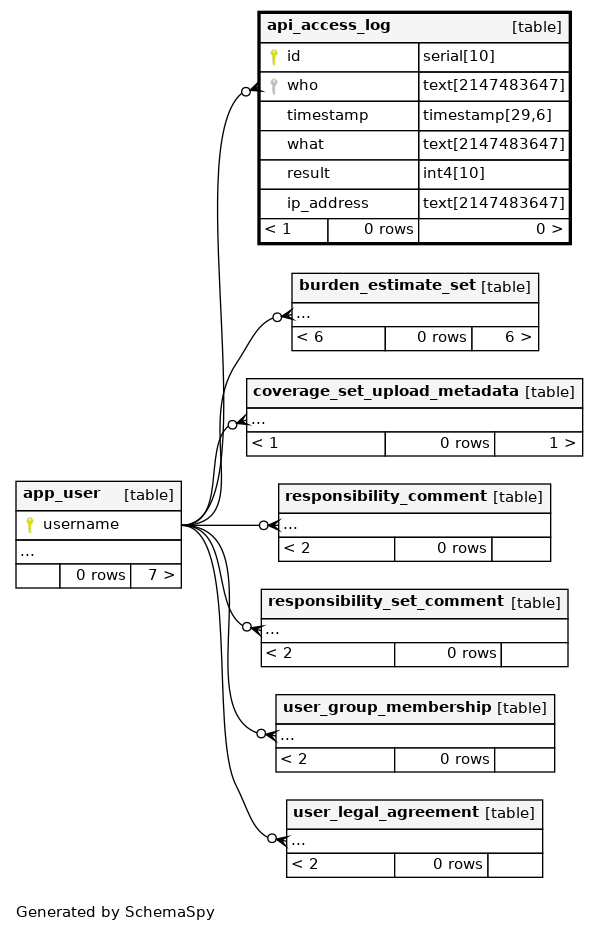 api_access_log [table]
id serial[10]
who text[2147483647]
timestamp timestamp[29,6]
what text[2147483647]
result int4[10]
ip_address text[2147483647]
< 1 0 rows 0 >
burden_estimate_set [table]
...
< 6 0 rows 6 >
coverage_set_upload_metadata [table]
...
< 1 0 rows 1 >
app_user [table]
username
...
0 rows 7 >
responsibility_comment [table]
...
< 2 0 rows
responsibility_set_comment [table]
...
< 2 0 rows
user_group_membership [table]
...
< 2 0 rows
user_legal_agreement [table]
...
< 2 0 rows
Generated by SchemaSpy